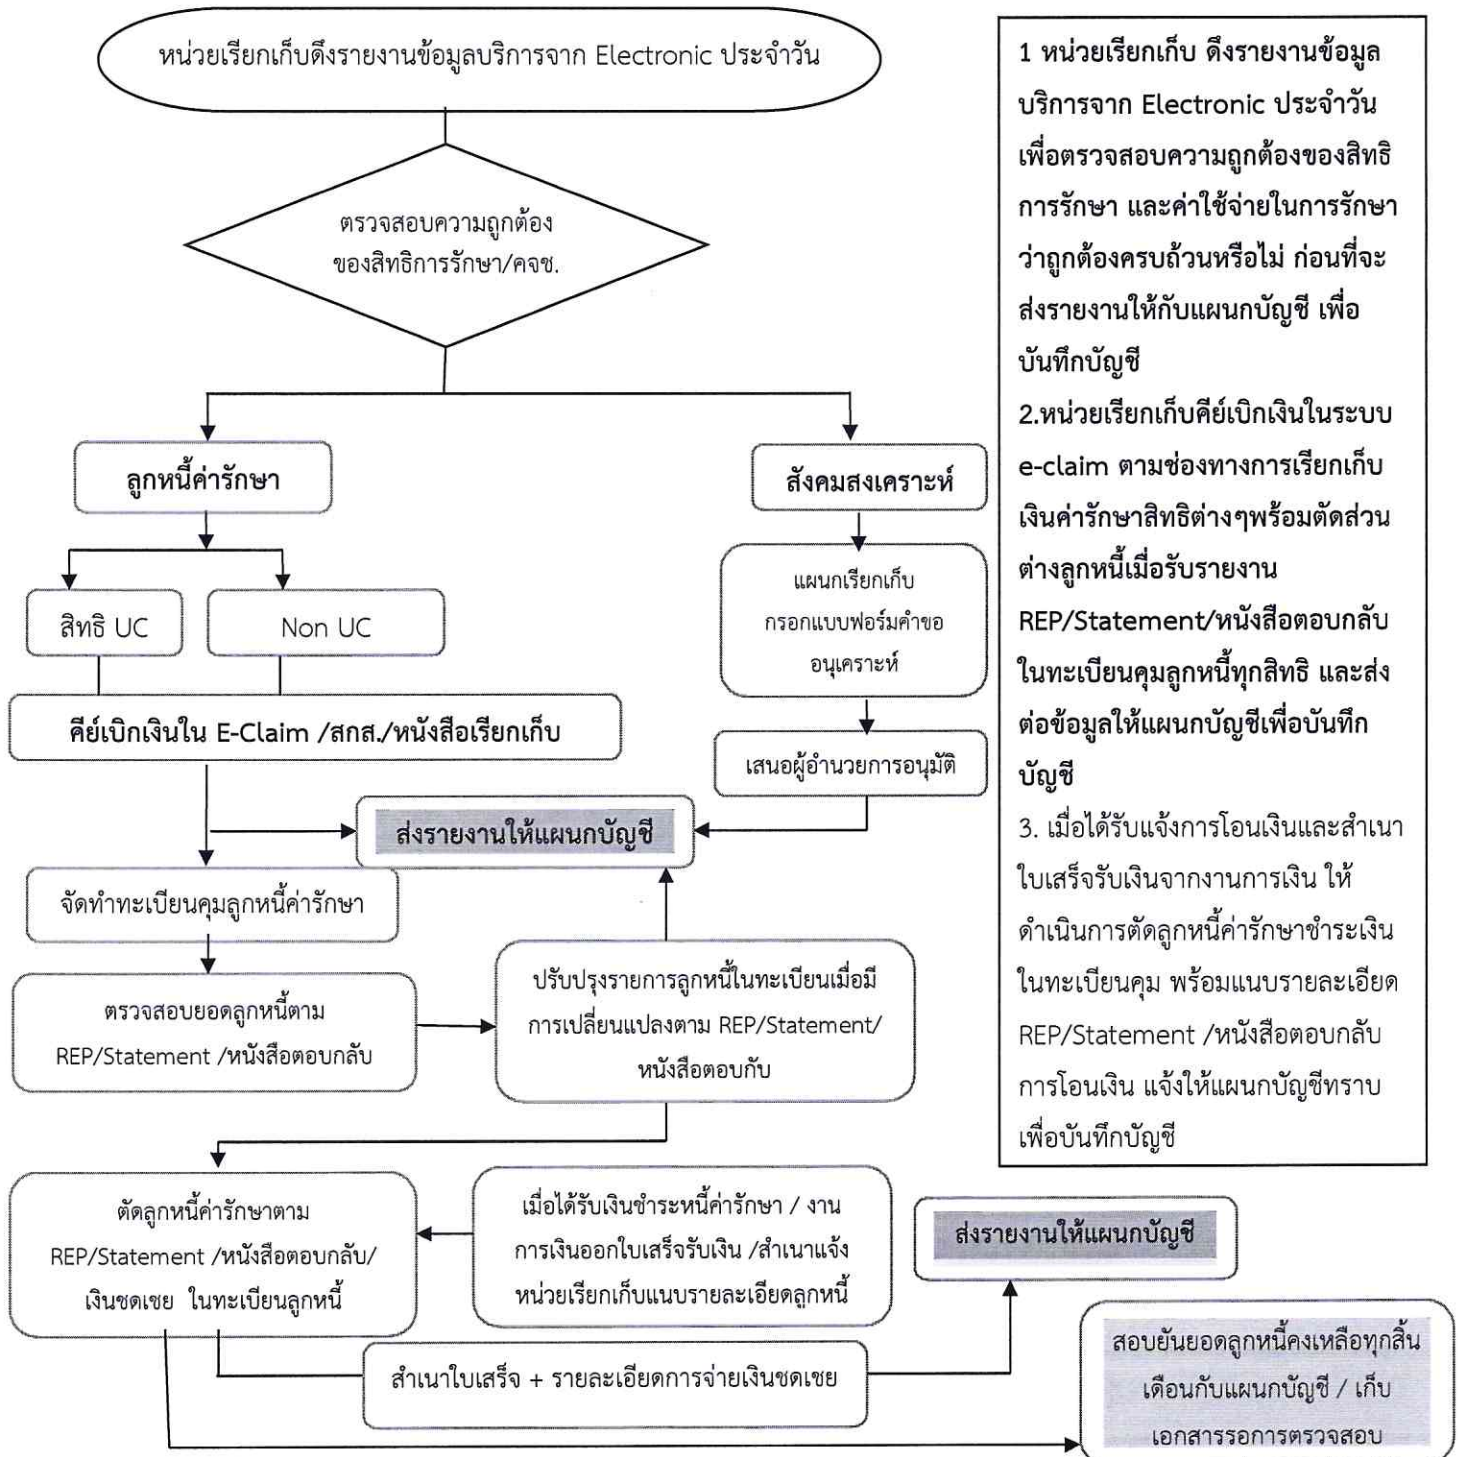 หน่วยเรียกเก็บดึงรายงานข้อมูลบริการจาก Electronic ประจำวัน
ตรวจสอบความถูกต้อง
ของสิทธิการรักษา/คจช.
ลูกหนี้ค่ารักษา
สังคมสงเคราะห์
สิทธิ UC
Non UC
แผนกเรียกเก็บ
กรอกแบบฟอร์มคำขอ
อนุเคราะห์
คีย์เบิกเงินใน E-Claim /สกส./หนังสือเรียกเก็บ
เสนอผู้อำนวยการอนุมัติ
ส่งรายงานให้แผนกบัญชี
จัดทำทะเบียนคุมลูกหนี้ค่ารักษา
ตรวจสอบยอดลูกหนี้ตาม
REP/Statement /หนังสือตอบกลับ
ปรับปรุงรายการลูกหนี้ในทะเบียนเมื่อมี
การเปลี่ยนแปลงตาม REP/Statement/
หนังสือตอบกับ
ตัดลูกหนี้ค่ารักษาตาม
REP/Statement /หนังสือตอบกลับ/
เงินชดเชย ในทะเบียนลูกหนี้
เมื่อได้รับเงินชำระหนี้ค่ารักษา / งาน
การเงินออกใบเสร็จรับเงิน /สำเนาแจ้ง
หน่วยเรียกเก็บแนบรายละเอียดลูกหนี้
ส่งรายงานให้แผนกบัญชี
สำเนาใบเสร็จ + รายละเอียดการจ่ายเงินชดเชย
สอบยันยอดลูกหนี้คงเหลือทุกสิ้น
เดือนกับแผนกบัญชี / เก็บ
เอกสารรอการตรวจสอบ
1 หน่วยเรียกเก็บ ดึงรายงานข้อมูล
บริการจาก Electronic ประจำวัน
เพื่อตรวจสอบความถูกต้องของสิทธิ
การรักษา และค่าใช้จ่ายในการรักษา
ว่าถูกต้องครบถ้วนหรือไม่ ก่อนที่จะ
ส่งรายงานให้กับแผนกบัญชี เพื่อ
บันทึกบัญชี
2.หน่วยเรียกเก็บคีย์เบิกเงินในระบบ
e-claim ตามช่องทางการเรียกเก็บ
เงินค่ารักษาสิทธิต่างๆพร้อมตัดส่วน
ต่างลูกหนี้เมื่อรับรายงาน
REP/Statement/หนังสือตอบกลับ
ในทะเบียนคุมลูกหนี้ทุกสิทธิ และส่ง
ต่อข้อมูลให้แผนกบัญชีเพื่อบันทึก
บัญชี
3. เมื่อได้รับแจ้งการโอนเงินและสำเนา
ใบเสร็จรับเงินจากงานการเงิน ให้
ดำเนินการตัดลูกหนี้ค่ารักษาชำระเงิน
ในทะเบียนคุม พร้อมแนบรายละเอียด
REP/Statement /หนังสือตอบกลับ
การโอนเงิน แจ้งให้แผนกบัญชีทราบ
เพื่อบันทึกบัญชี